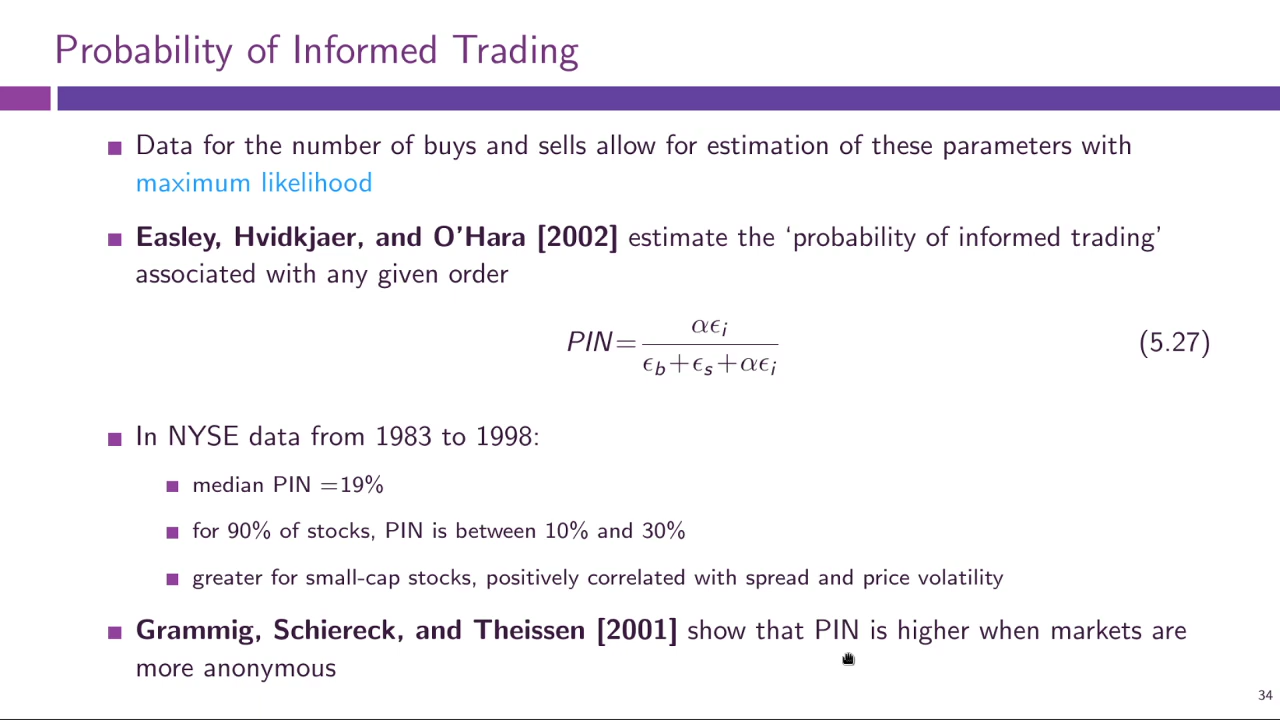 Probability of Informed Trading
Data for the number of buys and sells allow for estimation of these parameters with
maximum likelihood
Easley, Hvidkjaer, and O'Hara [2002] estimate the ‘probability of informed trading’
associated with any given order
PIN = αϵ_i / (ϵ_b + ϵ_s + αϵ_i) (5.27)
In NYSE data from 1983 to 1998:
median PIN =19%
for 90% of stocks, PIN is between 10% and 30%
greater for small-cap stocks, positively correlated with spread and price volatility
Grammig, Schiereck, and Theissen [2001] show that PIN is higher when markets are
more anonymous
34